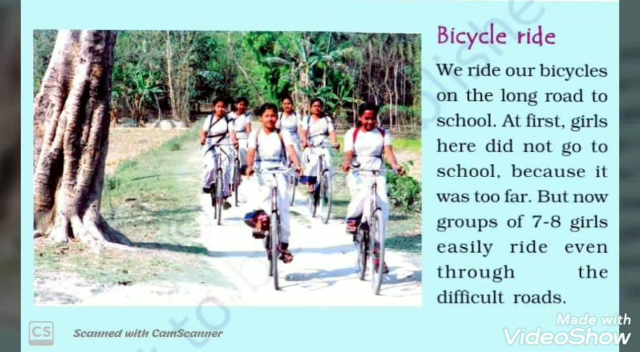 Bicycle ride
We ride our bicycles
on the long road to
school. At first, girls
here did not go to
school, because it
was too far. But now
groups of 7-8 girls
easily ride even
through the
difficult roads.
CS Scanned with CamScanner
Made with
VideoShow